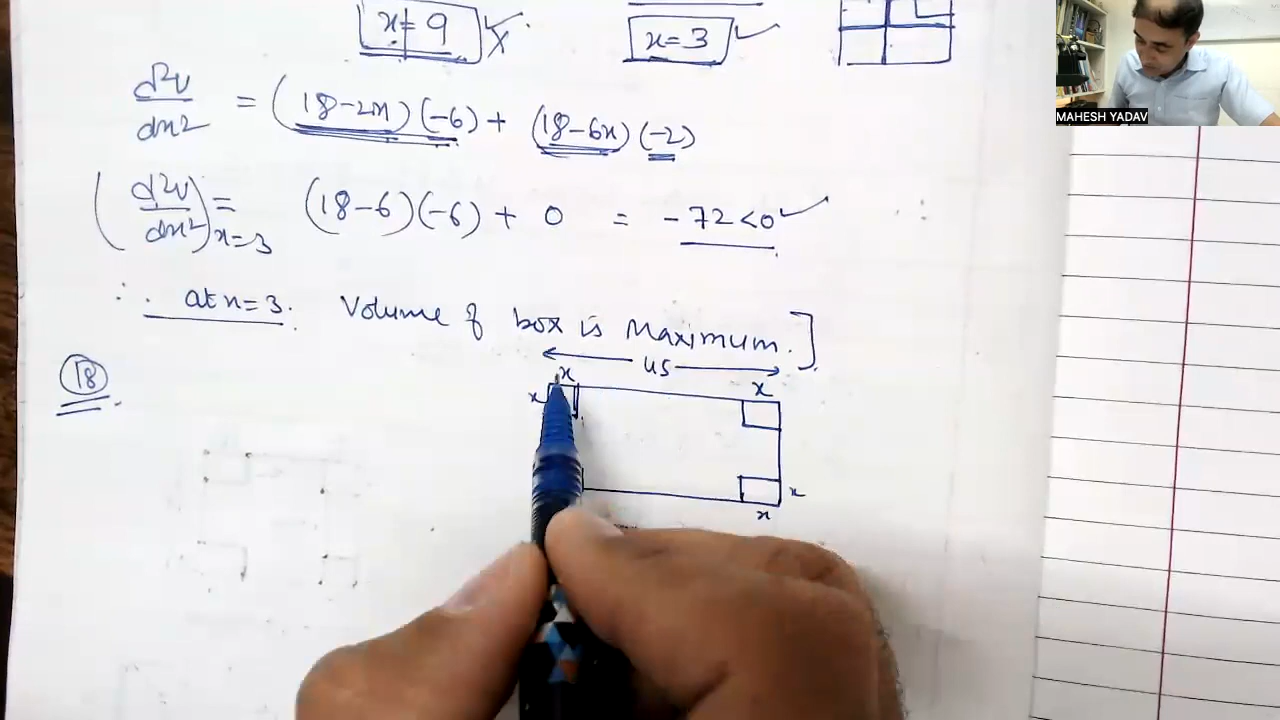 x≠9 x=3
MAHESH YADAV
d²v/dx² = (18-2x)(-6) + (18-6x)(-2)
(d²v/dx²)x=3 = (18-6)(-6) + 0 = -72<0
∴ at x=3. Volume of box is Maximum.]
45
18
x x
x
x
x